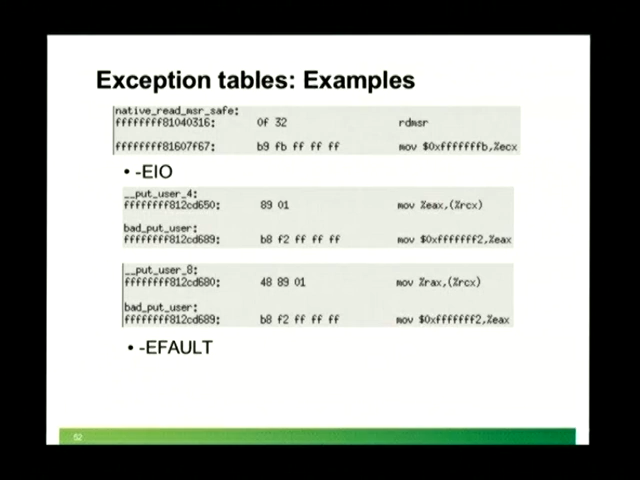 Exception tables: Examples
native_read_msr_safe:
ffffffff81040316: 0f 32 rdmsr
ffffffff81607f67: b9 fb ff ff ff mov $0xfffffffb,%ecx
• -EIO
__put_user_4:
ffffffff812cd650: 89 01 mov %eax,(%rcx)
bad_put_user:
ffffffff812cd689: b8 f2 ff ff ff mov $0xfffffff2,%eax
__put_user_8:
ffffffff812cd680: 48 89 01 mov %rax,(%rcx)
bad_put_user:
ffffffff812cd689: b8 f2 ff ff ff mov $0xfffffff2,%eax
• -EFAULT
52